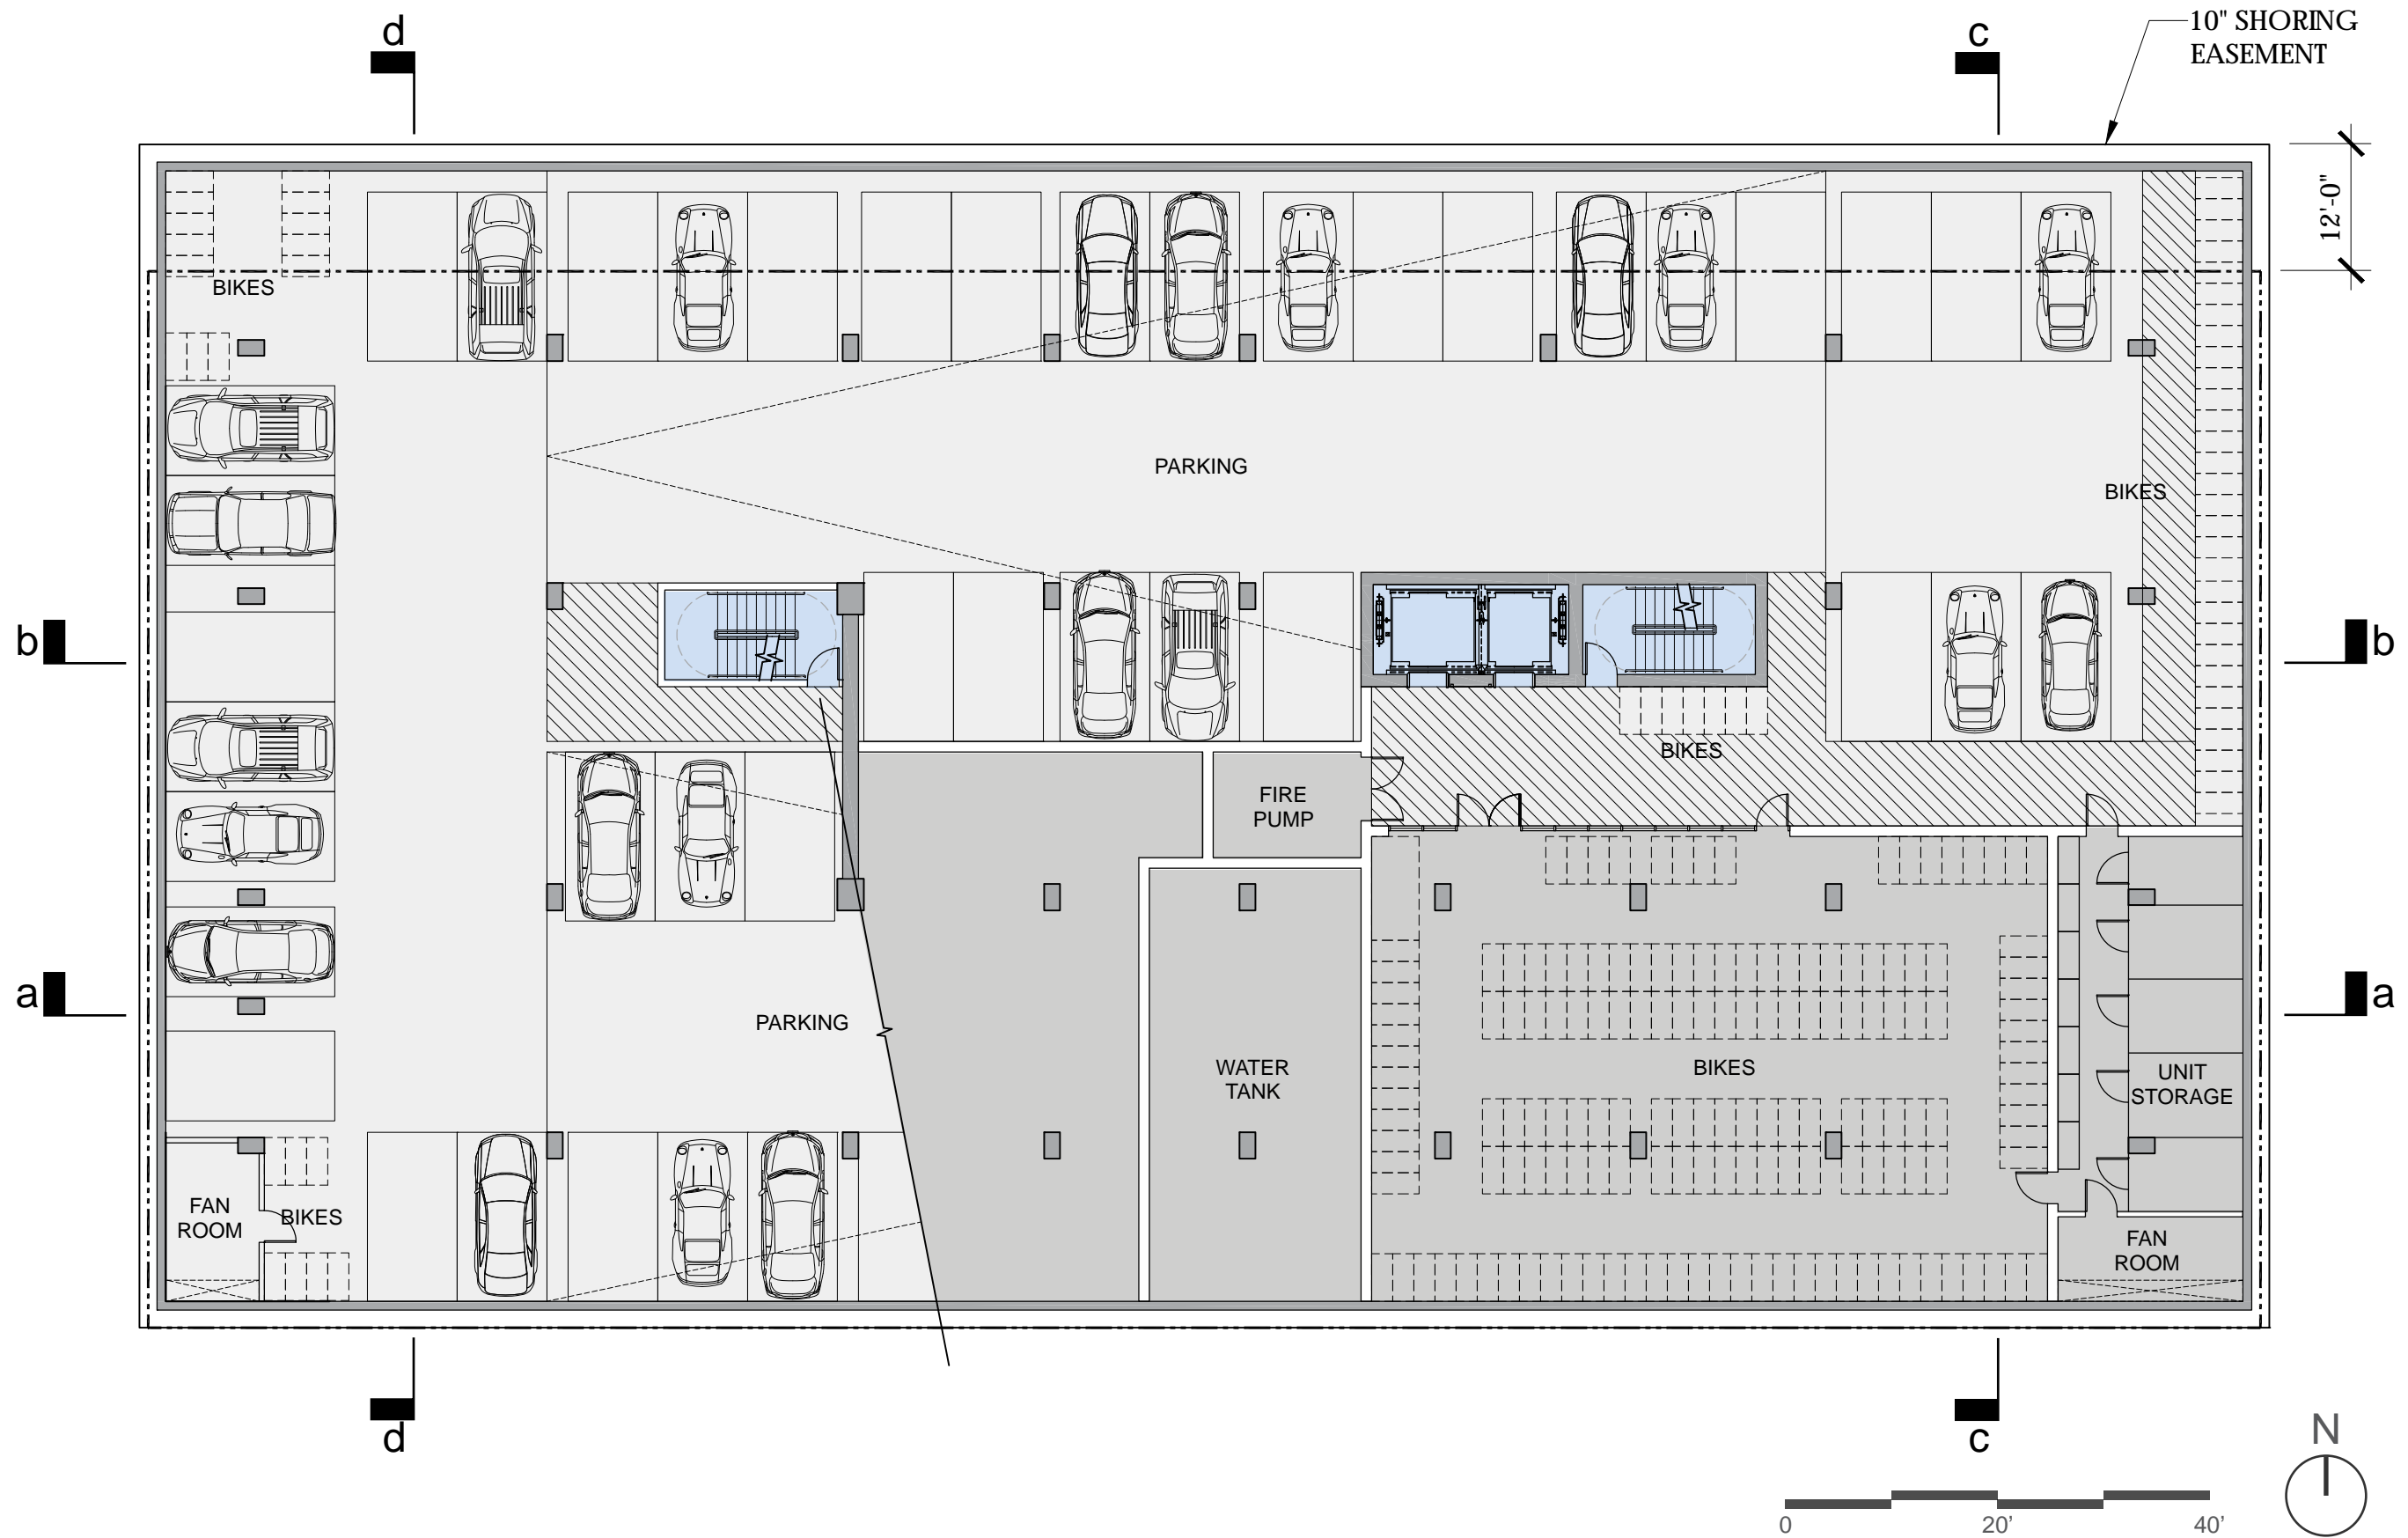 d
c
10" SHORING
EASEMENT
12'-0"
BIKES
PARKING
BIKES
b
b
BIKES
FIRE
PUMP
a
a
PARKING
WATER
TANK
BIKES
UNIT
STORAGE
FAN
ROOM
BIKES
FAN
ROOM
d
c
N
0
20'
40'